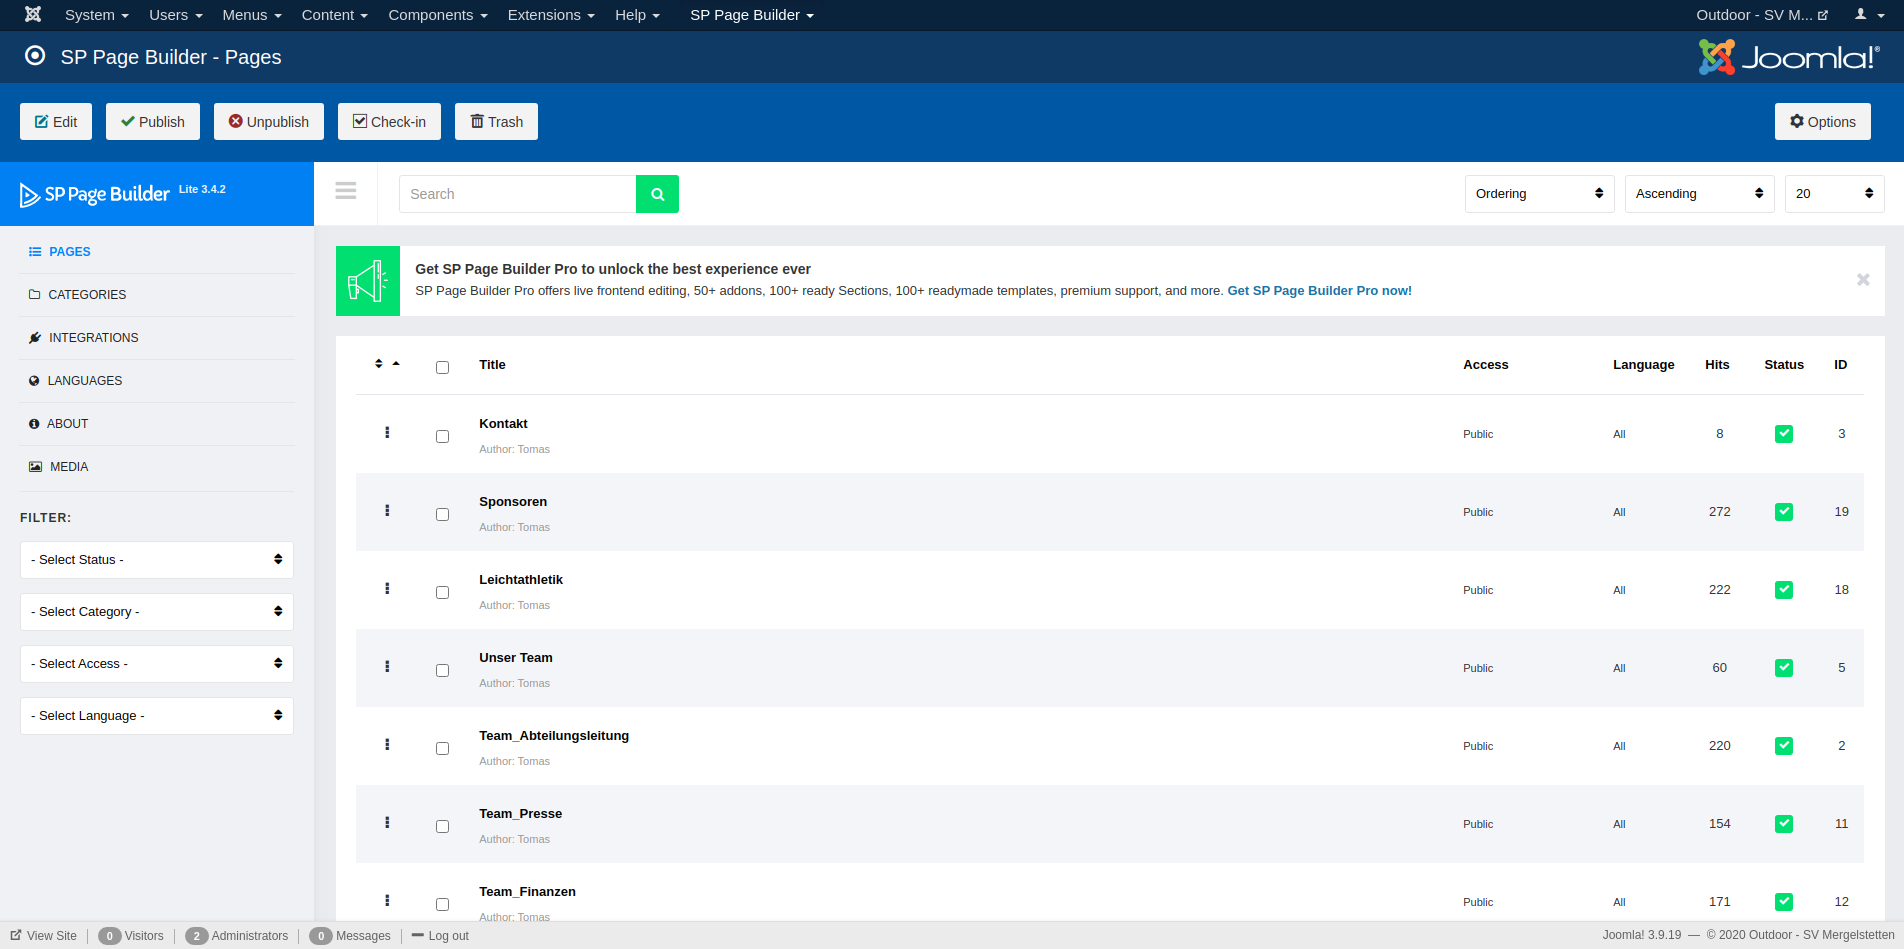 System Users Menus Content Components Extensions Help SP Page Builder Outdoor - SV M...
SP Page Builder - Pages Joomla!®
Edit Publish Unpublish Check-in Trash Options
SP Page Builder Lite 3.4.2 Search Ordering Ascending 20
PAGES
CATEGORIES
INTEGRATIONS
LANGUAGES
ABOUT
MEDIA
FILTER:
- Select Status -
- Select Category -
- Select Access -
- Select Language -
Get SP Page Builder Pro to unlock the best experience ever
SP Page Builder Pro offers live frontend editing, 50+ addons, 100+ ready Sections, 100+ readymade templates, premium support, and more. Get SP Page Builder Pro now!
Title Access Language Hits Status ID
Kontakt
Author: Tomas Public All 8 3
Sponsoren
Author: Tomas Public All 272 19
Leichtathletik
Author: Tomas Public All 222 18
Unser Team
Author: Tomas Public All 60 5
Team_Abteilungsleitung
Author: Tomas Public All 220 2
Team_Presse
Author: Tomas Public All 154 11
Team_Finanzen
Author: Tomas Public All 171 12
View Site 0 Visitors 2 Administrators 0 Messages Log out Joomla! 3.9.19 — © 2020 Outdoor - SV Mergelstetten